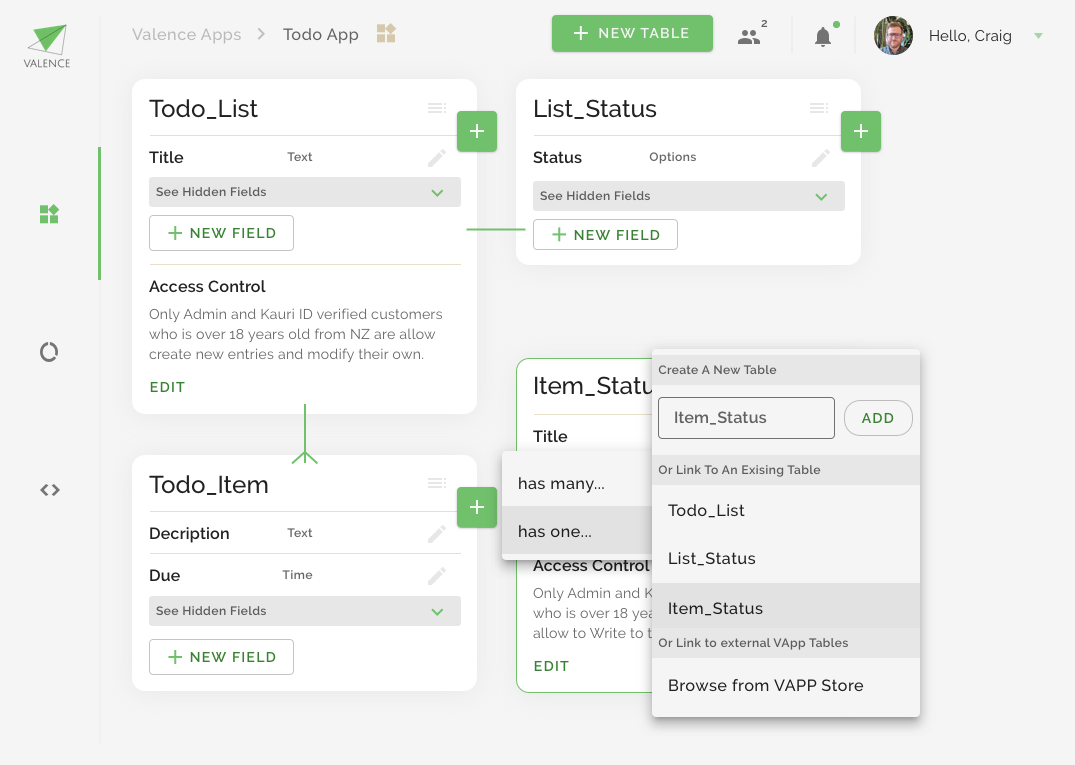 VALENCE
Valence Apps
Todo App
NEW TABLE
2
Hello, Craig
Todo_List
Title
Text
See Hidden Fields
NEW FIELD
Access Control
Only Admin and Kauri ID verified customers
who is over 18 years old from NZ are allow
create new entries and modify their own.
EDIT
List_Status
Status
Options
See Hidden Fields
NEW FIELD
Todo_Item
Decription
Text
Due
Time
See Hidden Fields
NEW FIELD
Item_Statu
Title
has many...
has one...
Access Control
Only Admin and K
who is over 18 yea
allow to Write to t
EDIT
Create A New Table
Item_Status
ADD
Or Link To An Exising Table
Todo_List
List_Status
Item_Status
Or Link to external VApp Tables
Browse from VAPP Store